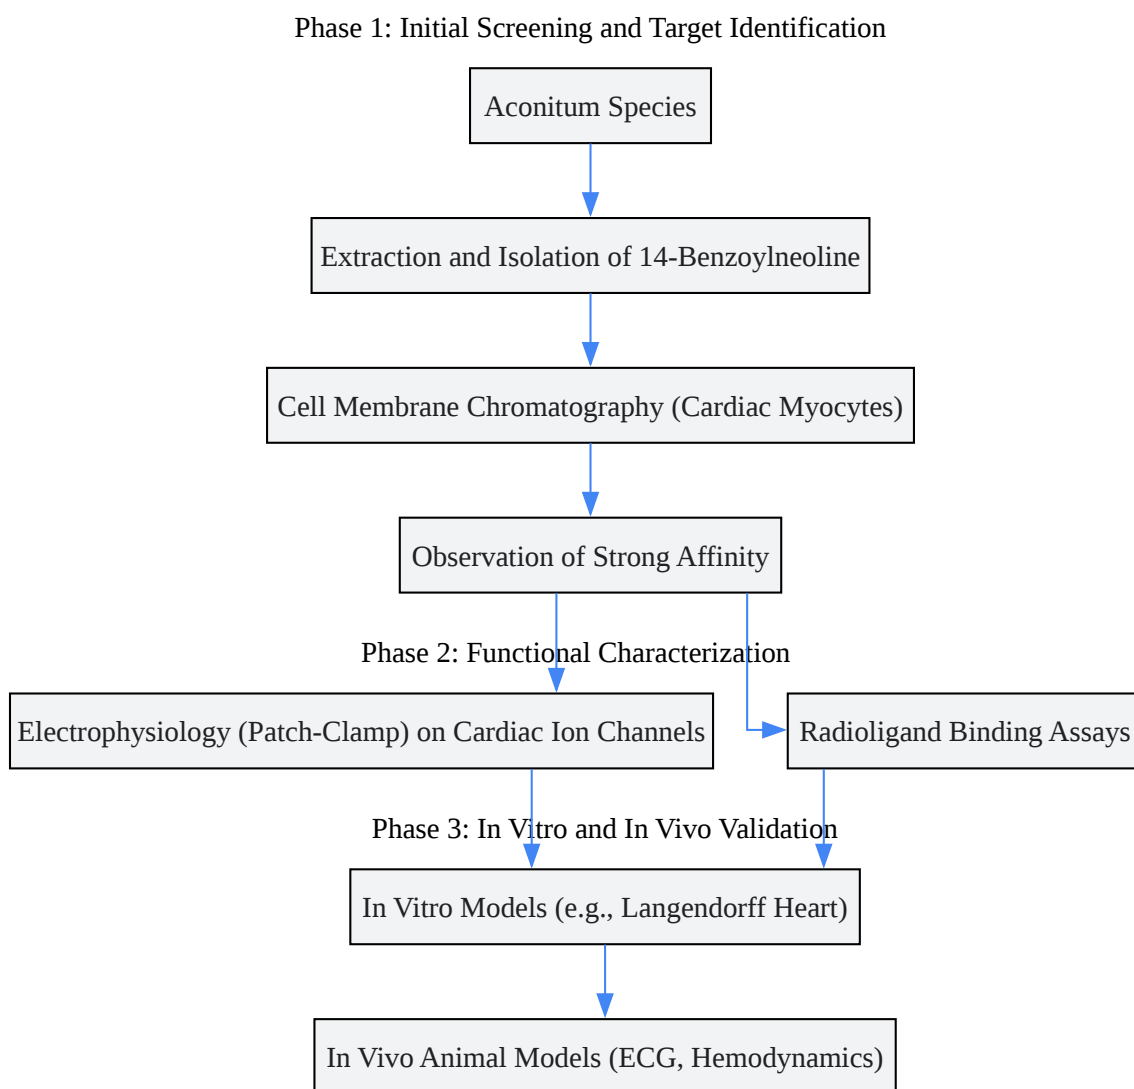 Phase 1: Initial Screening and Target Identification
Aconitum Species
Extraction and Isolation of 14-Benzoylneoline
Cell Membrane Chromatography (Cardiac Myocytes)
Observation of Strong Affinity
Phase 2: Functional Characterization
Electrophysiology (Patch-Clamp) on Cardiac Ion Channels
Radioligand Binding Assays
Phase 3: In Vitro and In Vivo Validation
In Vitro Models (e.g., Langendorff Heart)
In Vivo Animal Models (ECG, Hemodynamics)